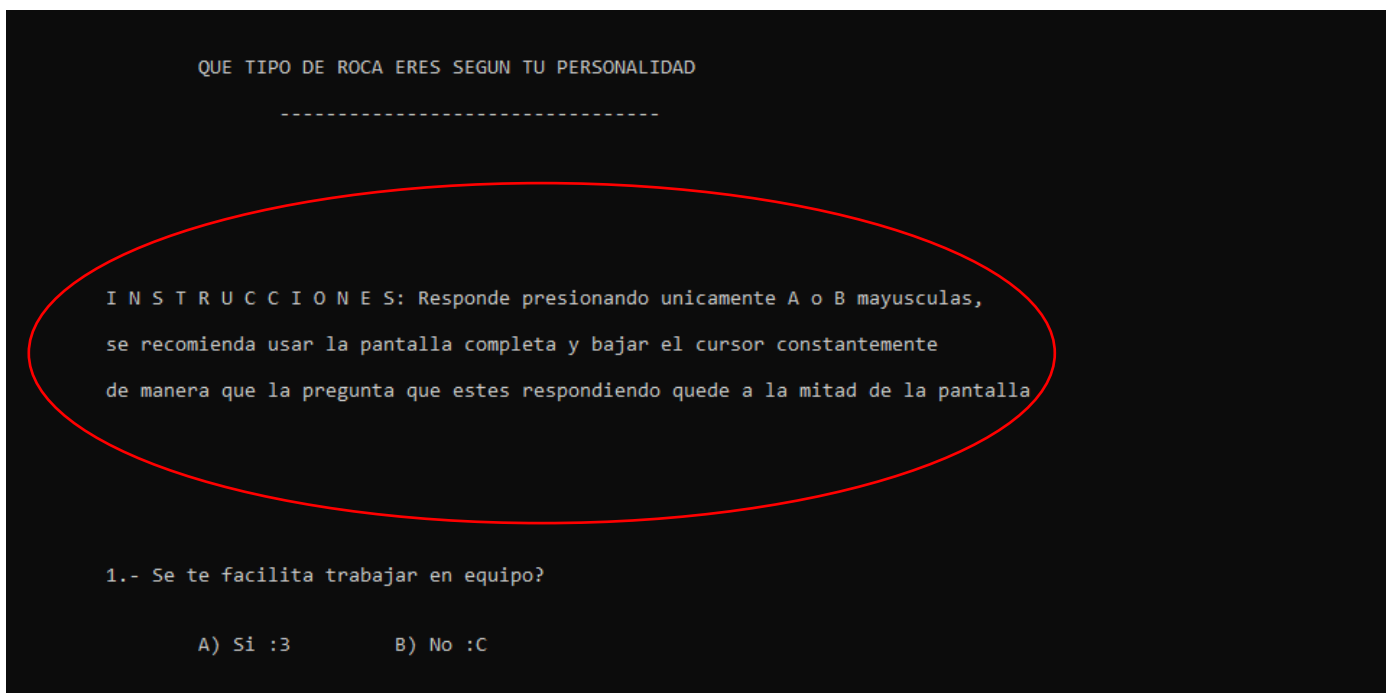 QUE TIPO DE ROCA ERES SEGUN TU PERSONALIDAD
---------------------------------
I N S T R U C C I O N E S: Responde presionando unicamente A o B mayusculas,
se recomienda usar la pantalla completa y bajar el cursor constantemente
de manera que la pregunta que estes respondiendo quede a la mitad de la pantalla
1.- Se te facilita trabajar en equipo?
A) Si :3 B) No :C